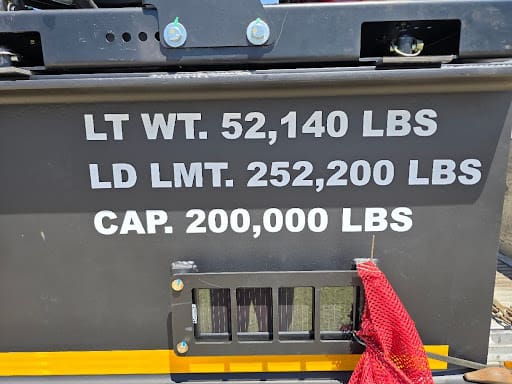 LT WT. 52,140 LBS
LD LMT. 252,200 LBS
CAP. 200,000 LBS